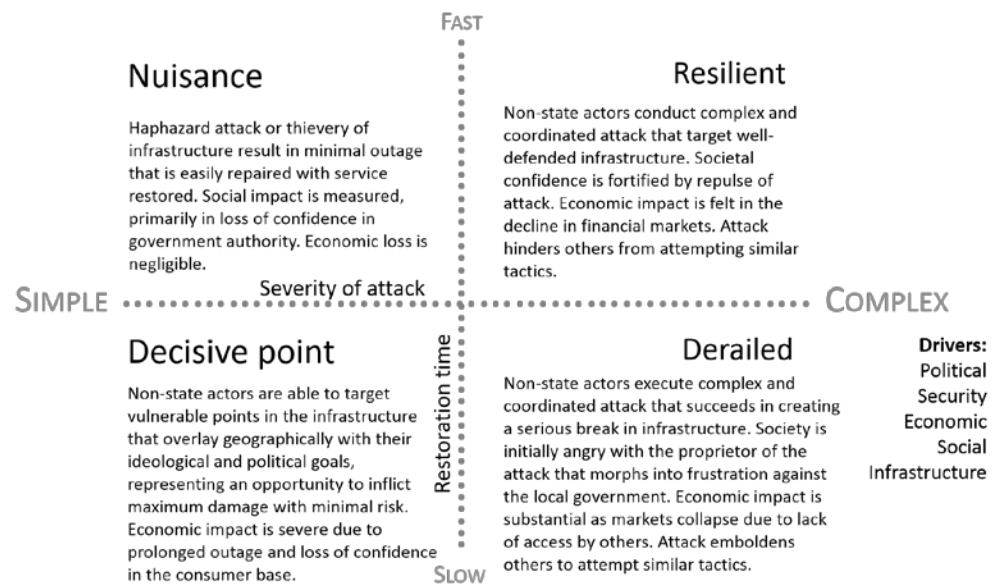 FAST
Nuisance
Haphazard attack or thievery of
infrastructure result in minimal outage
that is easily repaired with service
restored. Social impact is measured,
primarily in loss of confidence in
government authority. Economic loss is
negligible.
Resilient
Non-state actors conduct complex and
coordinated attack that target well-
defended infrastructure. Societal
confidence is fortified by repulse of
attack. Economic impact is felt in the
decline in financial markets. Attack
hinders others from attempting similar
tactics.
Severity of attack
SIMPLE
COMPLEX
Decisive point
Non-state actors are able to target
vulnerable points in the infrastructure
that overlay geographically with their
ideological and political goals,
representing an opportunity to inflict
maximum damage with minimal risk.
Economic impact is severe due to
prolonged outage and loss of confidence
in the consumer base.
Restoration time
Derailed
Non-state actors execute complex and
coordinated attack that succeeds in creating
a serious break in infrastructure. Society is
initially angry with the proprietor of the
attack that morphs into frustration against
the local government. Economic impact is
substantial as markets collapse due to lack
of access by others. Attack emboldens
others to attempt similar tactics.
Drivers:
Political
Security
Economic
Social
Infrastructure
SLOW